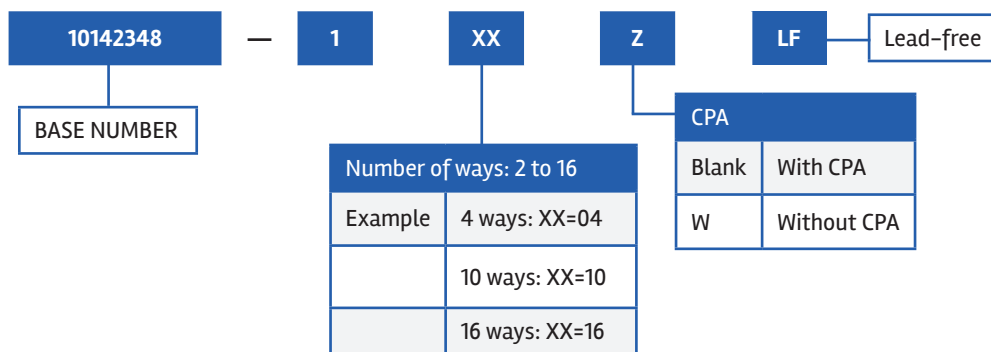 10142348 — 1 XX Z LF Lead-free
BASE NUMBER
CPA
Blank With CPA
W Without CPA
Number of ways: 2 to 16
Example 4 ways: XX=04
10 ways: XX=10
16 ways: XX=16